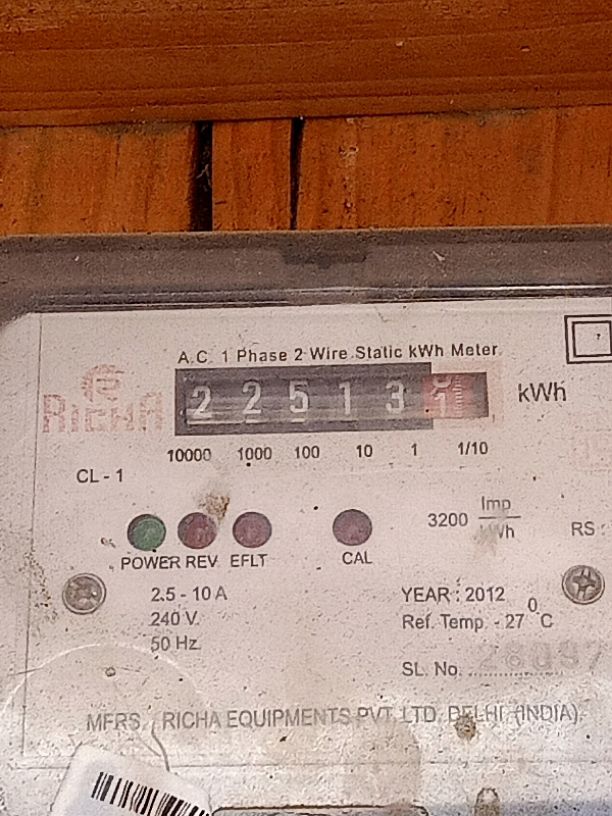 A.C. 1 Phase 2 Wire Static kWh Meter
RICHA
2 2 5 1 3 1 kWh
10000 1000 100 10 1 1/10
CL - 1
3200 Imp/kWh
RS :
POWER REV EFLT CAL
2.5 - 10 A
240 V.
50 Hz.
YEAR : 2012
Ref. Temp. - 27 °C
SL. No.
MFRS. : RICHA EQUIPMENTS PVT. LTD. DELHI (INDIA).